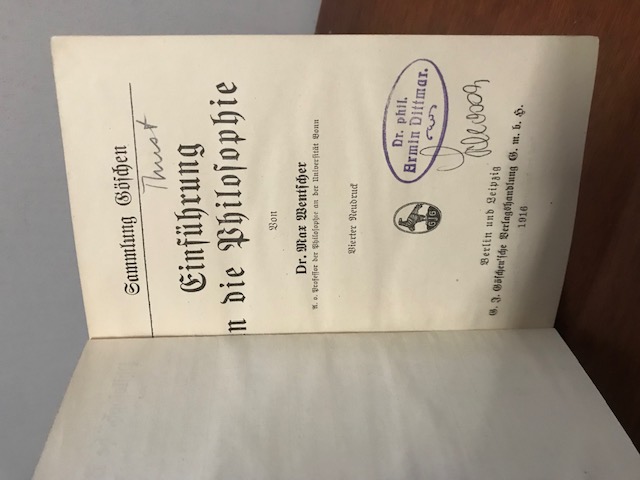 Sammlung Göschen
Thust
Einführung
in die Philosophie
Von
Dr. Max Wentscher
A. o. Professor der Philosophie an der Universität Bonn
Vierter Neudruck
Dr. phil.
Armin Dittmar.
G G
Berlin und Leipzig
G. J. Göschen'sche Verlagshandlung G. m. b. H.
1916